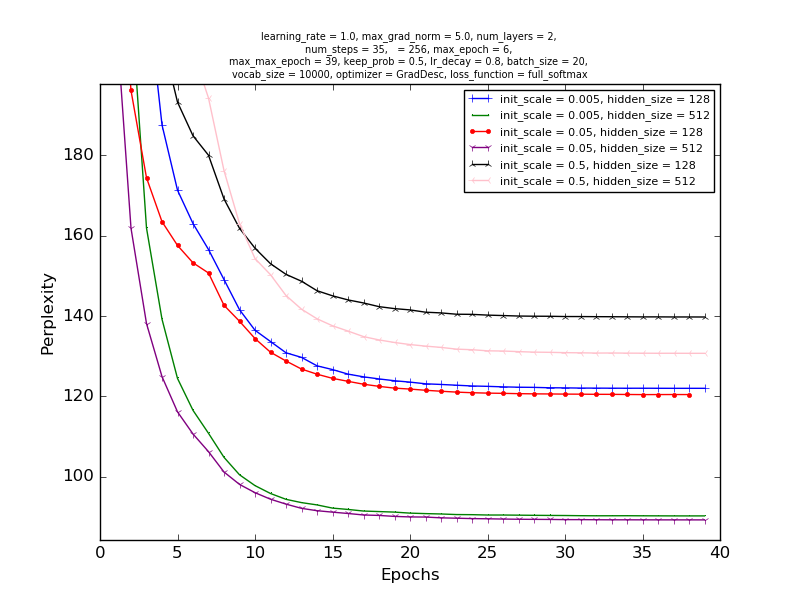 learning_rate = 1.0, max_grad_norm = 5.0, num_layers = 2,
num_steps = 35,   = 256, max_epoch = 6,
max_max_epoch = 39, keep_prob = 0.5, lr_decay = 0.8, batch_size = 20,
vocab_size = 10000, optimizer = GradDesc, loss_function = full_softmax
init_scale = 0.005, hidden_size = 128
init_scale = 0.005, hidden_size = 512
init_scale = 0.05, hidden_size = 128
init_scale = 0.05, hidden_size = 512
init_scale = 0.5, hidden_size = 128
init_scale = 0.5, hidden_size = 512
Perplexity
180
160
140
120
100
0 5 10 15 20 25 30 35 40
Epochs